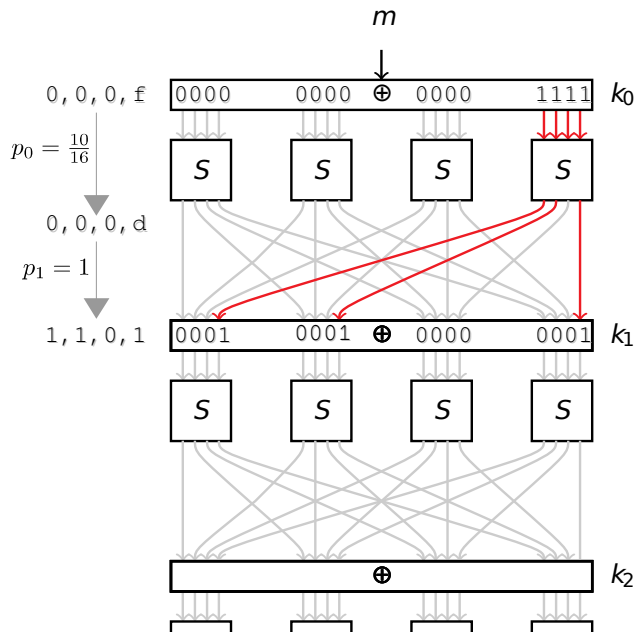 m
0,0,0,f 0000 0000 ⊕ 0000 1111 k₀
p₀ = 10/16
S S S S
0,0,0,d
p₁ = 1
1,1,0,1 0001 0001 ⊕ 0000 0001 k₁
S S S S
⊕ k₂